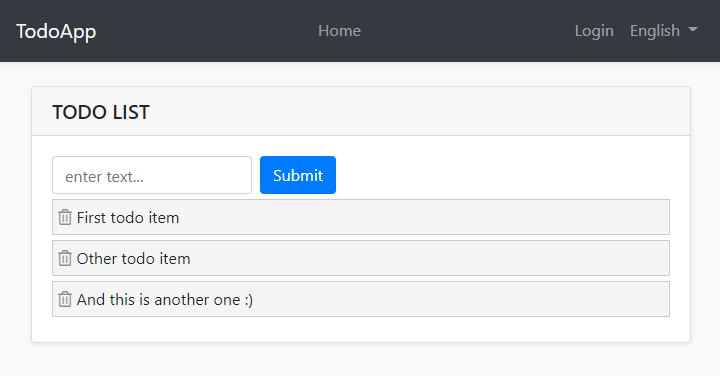 TodoApp Home Login English
TODO LIST
enter text... Submit
First todo item
Other todo item
And this is another one :)